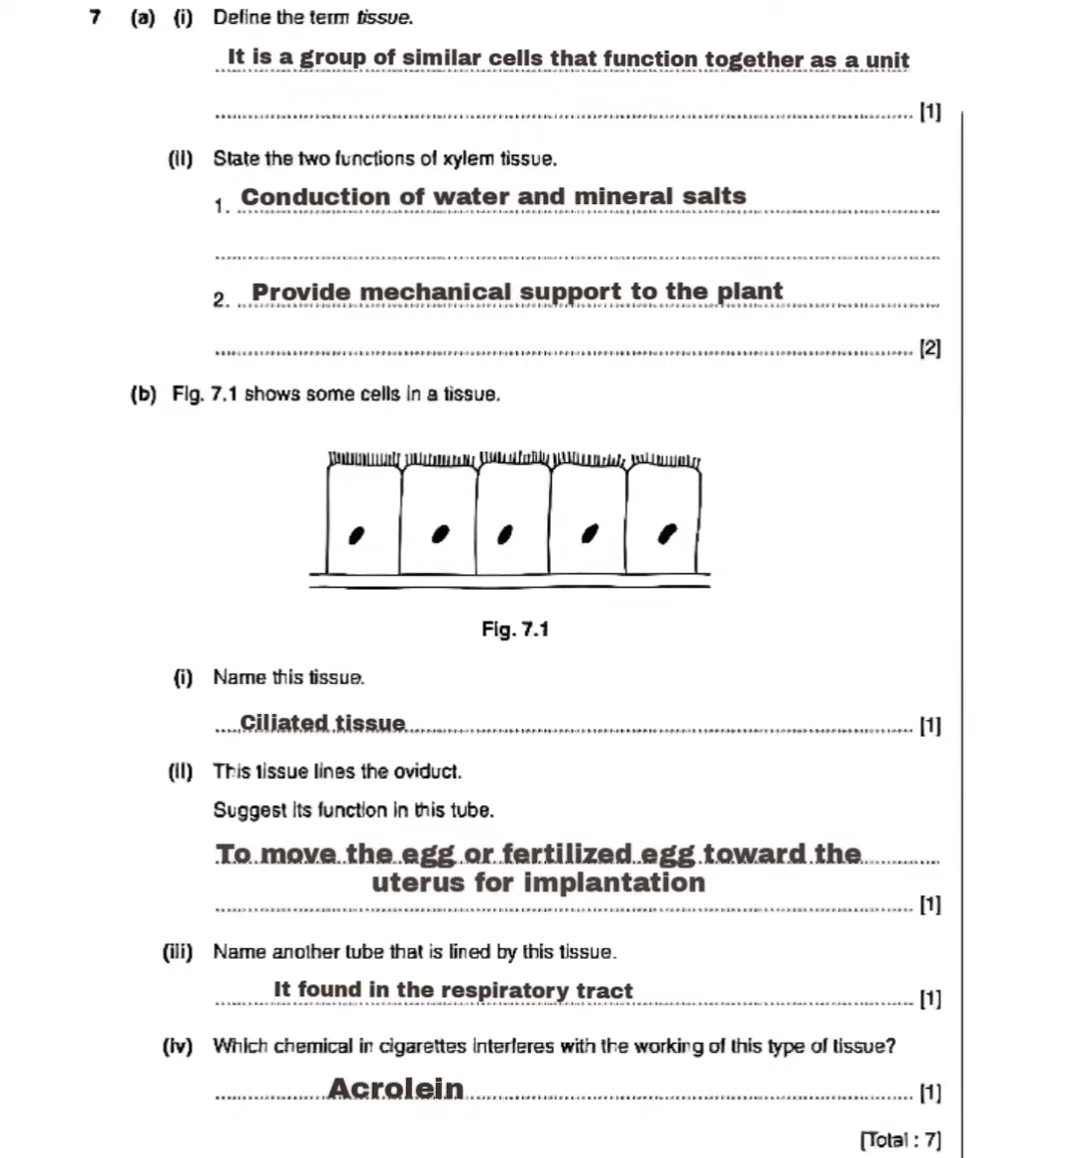 7 (a) (i) Define the term tissue.
It is a group of similar cells that function together as a unit
[1]
(ii) State the two functions of xylem tissue.
1. Conduction of water and mineral salts
2. Provide mechanical support to the plant
[2]
(b) Fig. 7.1 shows some cells in a tissue.
Fig. 7.1
(i) Name this tissue.
Ciliated tissue [1]
(ii) This tissue lines the oviduct.
Suggest its function in this tube.
To move the egg or fertilized egg toward the
uterus for implantation
[1]
(iii) Name another tube that is lined by this tissue.
It found in the respiratory tract [1]
(iv) Which chemical in cigarettes interferes with the working of this type of tissue?
Acrolein [1]
[Total : 7]